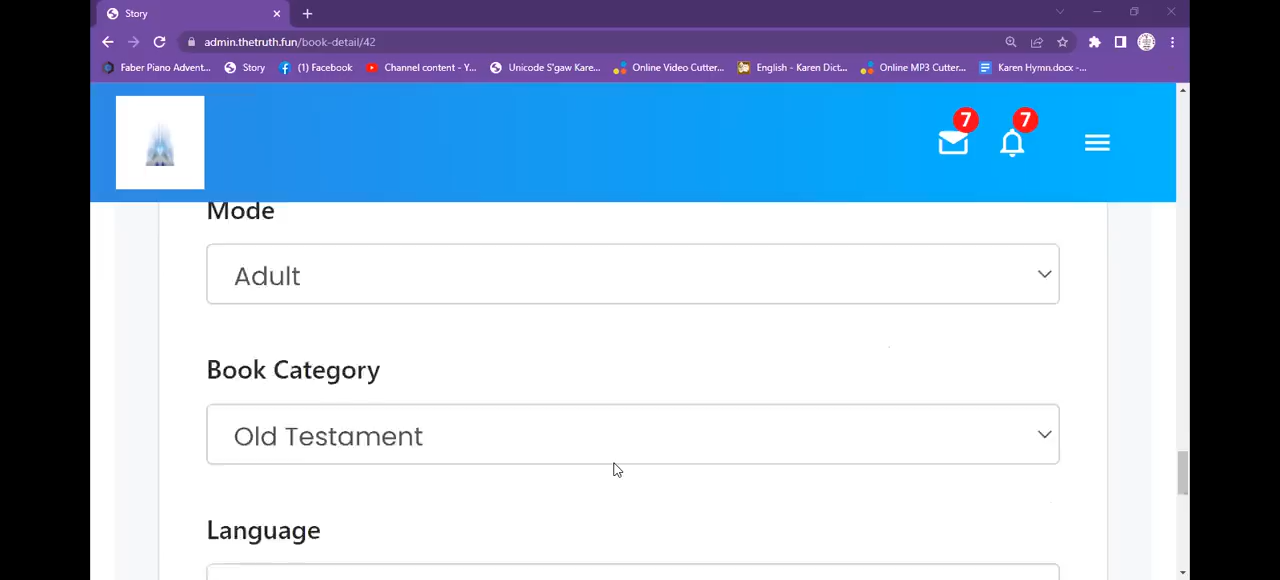 Story
admin.thetruth.fun/book-detail/42
Faber Piano Advent... Story (1) Facebook Channel content - Y... Unicode S'gaw Kare... Online Video Cutter... English - Karen Dict... Online MP3 Cutter... Karen Hymn.docx -...
7 7
Mode
Adult
Book Category
Old Testament
Language